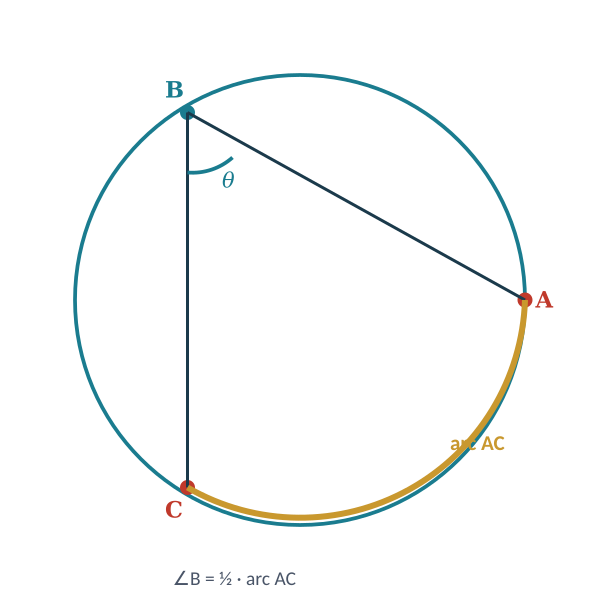 B
θ
A
arc AC
C
∠B = ½ · arc AC